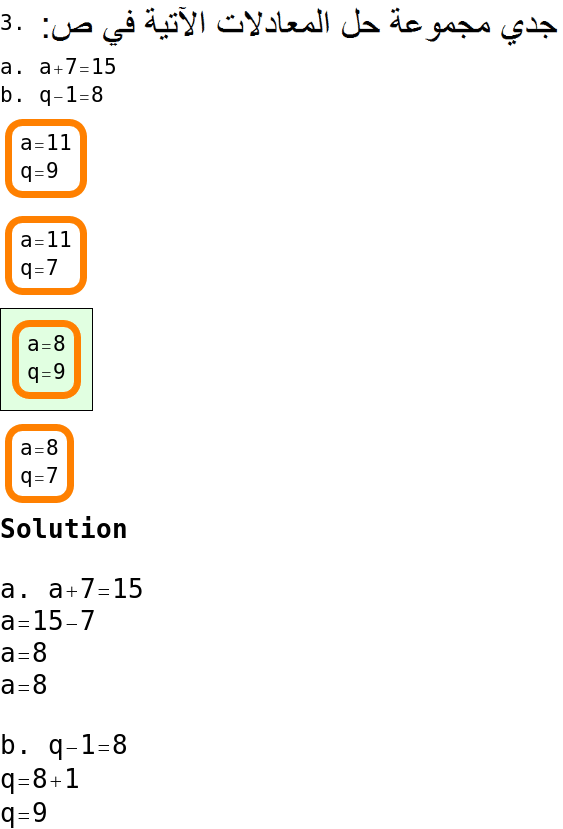 3. جدي مجموعة حل المعادلات الآتية في ص:
a. a+7=15
b. q−1=8
a=11
q=9
a=11
q=7
a=8
q=9
a=8
q=7
Solution
a. a+7=15
a=15−7
a=8
a=8
b. q−1=8
q=8+1
q=9